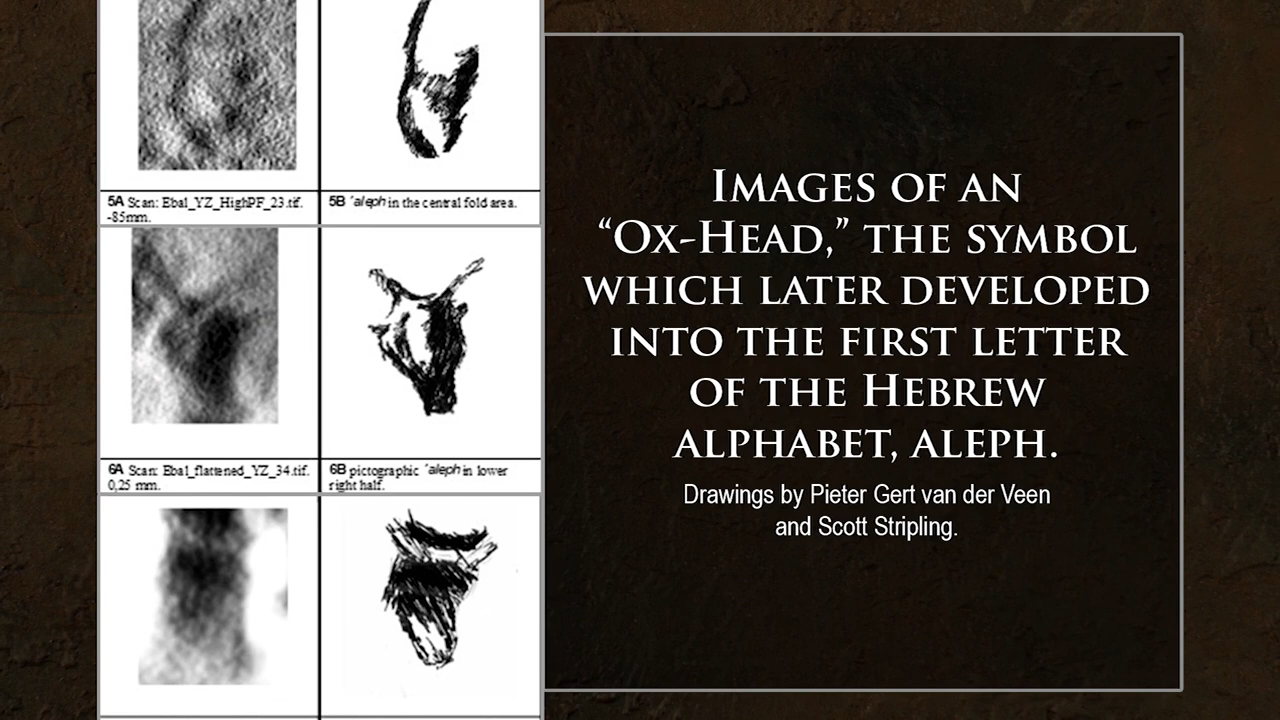 5A Scan: Ebal_YZ_HighPF_23.tif.
-85mm.
5B 'aleph in the central fold area.
6A Scan: Ebal_flattened_YZ_34.tif.
0,25 mm.
6B pictographic 'aleph in lower
right half.
IMAGES OF AN
“OX-HEAD,” THE SYMBOL
WHICH LATER DEVELOPED
INTO THE FIRST LETTER
OF THE HEBREW
ALPHABET, ALEPH.
Drawings by Pieter Gert van der Veen
and Scott Stripling.